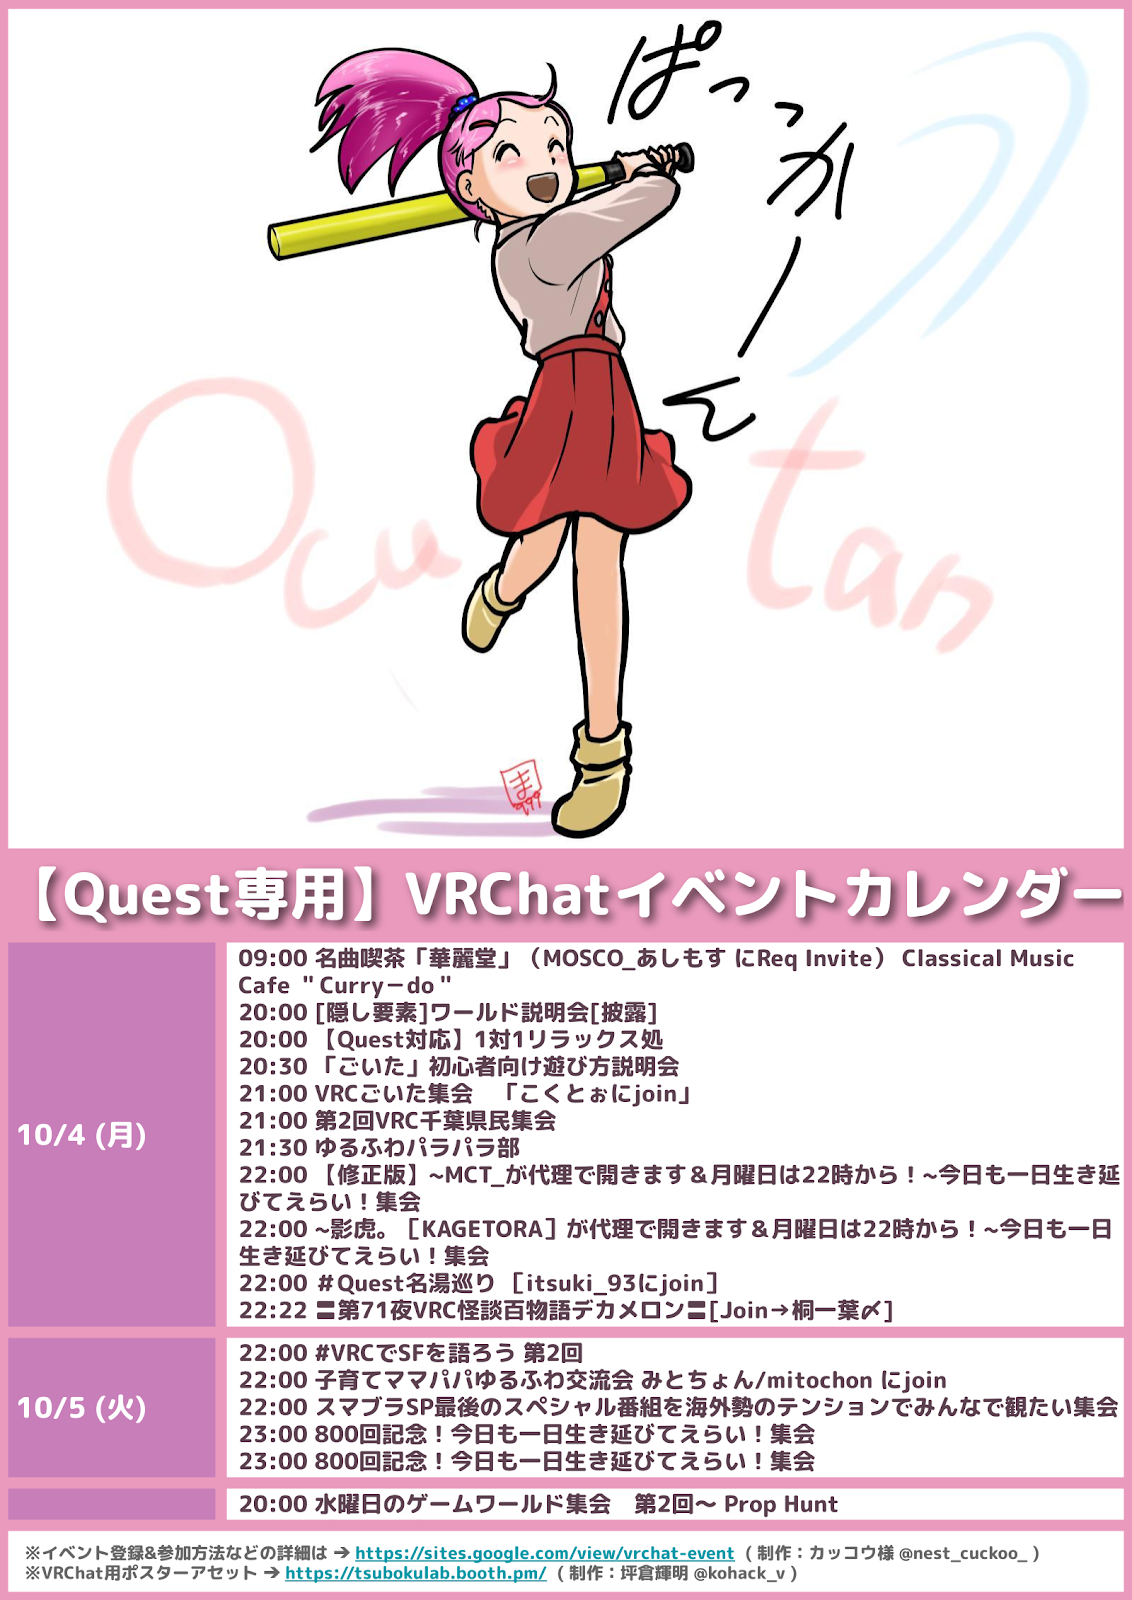 ぱっっかーん
Ocu tan
ま
999
【Quest専用】VRChatイベントカレンダー
10/4 (月)
09:00 名曲喫茶「華麗堂」（MOSCO_あしもす にReq Invite） Classical Music
Cafe ＂Curry－do＂
20:00 [隠し要素]ワールド説明会[披露]
20:00 【Quest対応】1対1リラックス処
20:30 「ごいた」初心者向け遊び方説明会
21:00 VRCごいた集会　「こくとぉにjoin」
21:00 第2回VRC千葉県民集会
21:30 ゆるふわパラパラ部
22:00 【修正版】~MCT_が代理で開きます＆月曜日は22時から！~今日も一日生き延
びてえらい！集会
22:00 ~影虎。［KAGETORA］が代理で開きます＆月曜日は22時から！~今日も一日
生き延びてえらい！集会
22:00 ＃Quest名湯巡り ［itsuki_93にjoin］
22:22 〓第71夜VRC怪談百物語デカメロン〓[Join→桐一葉〆]
10/5 (火)
22:00 #VRCでSFを語ろう 第2回
22:00 子育てママパパゆるふわ交流会 みとちょん/mitochon にjoin
22:00 スマブラSP最後のスペシャル番組を海外勢のテンションでみんなで観たい集会
23:00 800回記念！今日も一日生き延びてえらい！集会
23:00 800回記念！今日も一日生き延びてえらい！集会
20:00 水曜日のゲームワールド集会　第2回～ Prop Hunt
※イベント登録&参加方法などの詳細は ➔ https://sites.google.com/view/vrchat-event （ 制作：カッコウ様 @nest_cuckoo_ ）
※VRChat用ポスターアセット ➔ https://tsubokulab.booth.pm/ （ 制作：坪倉輝明 @kohack_v ）